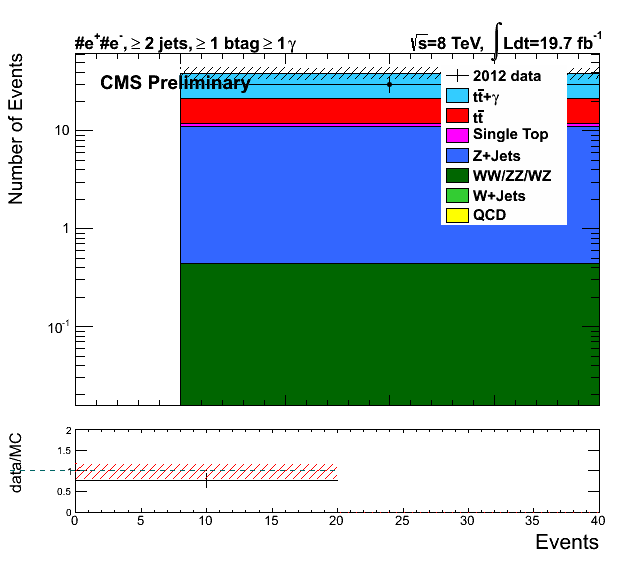 #e⁺#e⁻, ≥ 2 jets, ≥ 1 btag ≥ 1γ
√s=8 TeV, ∫Ldt=19.7 fb⁻¹
CMS Preliminary
2012 data
tt̄+γ
tt̄
Single Top
Z+Jets
WW/ZZ/WZ
W+Jets
QCD
Number of Events
10
1
10⁻¹
data/MC
2
1.5
1
0.5
0
0 5 10 15 20 25 30 35 40
Events